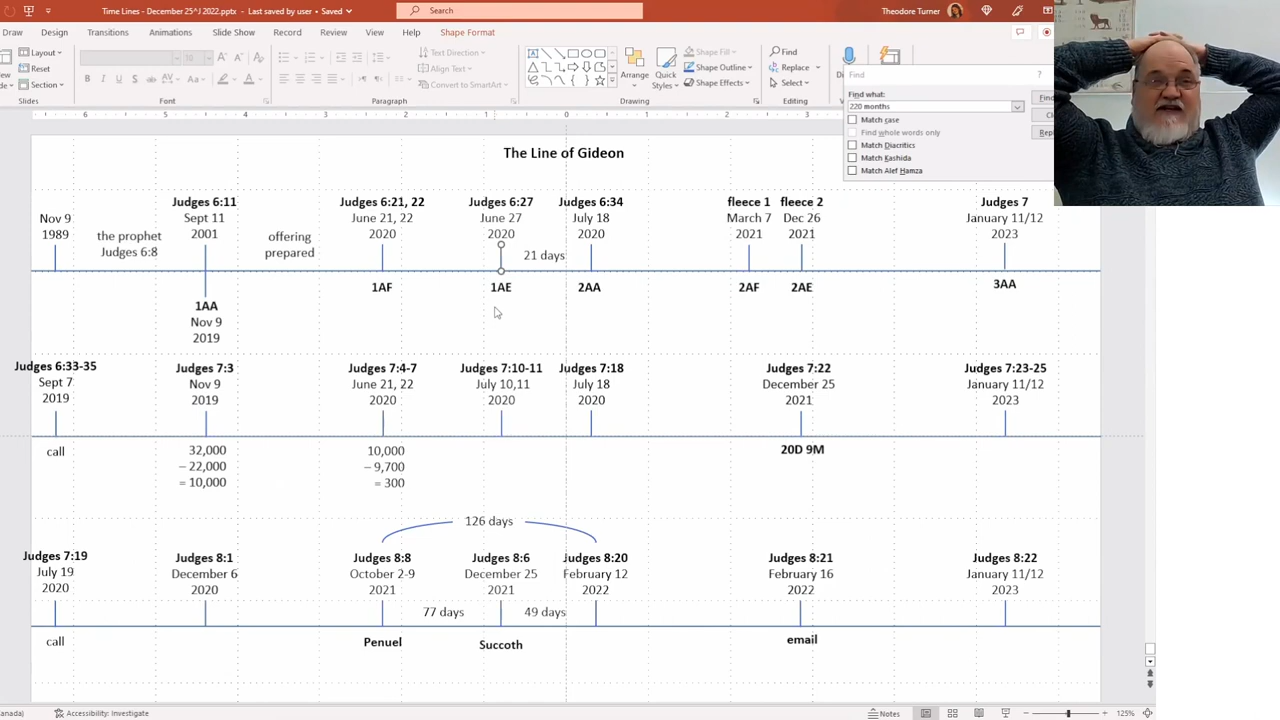 Time Lines - December 25^J 2022.pptx • Last saved by user • Saved
Search
Theodore Turner
Draw Design Transitions Animations Slide Show Record Review View Help Shape Format
Layout
Reset
Section
Slides
Font
B I U S
Text Direction
Align Text
Convert to SmartArt
Paragraph
Arrange
Quick
Styles
Shape Fill
Shape Outline
Shape Effects
Drawing
Find
Replace
Select
Editing
Find
?
Find what:
220 months
Match case
Find whole words only
Match Diacritics
Match Kashida
Match Alef Hamza
6 5 4 3 2 1 0 1 2 3
The Line of Gideon
Nov 9
1989
the prophet
Judges 6:8
Judges 6:11
Sept 11
2001
offering
prepared
Judges 6:21, 22
June 21, 22
2020
Judges 6:27
June 27
2020
21 days
Judges 6:34
July 18
2020
fleece 1
March 7
2021
fleece 2
Dec 26
2021
Judges 7
January 11/12
2023
1AA
Nov 9
2019
1AF
1AE
2AA
2AF
2AE
3AA
Judges 6:33-35
Sept 7
2019
Judges 7:3
Nov 9
2019
Judges 7:4-7
June 21, 22
2020
Judges 7:10-11
July 10,11
2020
Judges 7:18
July 18
2020
Judges 7:22
December 25
2021
Judges 7:23-25
January 11/12
2023
call
32,000
– 22,000
= 10,000
10,000
– 9,700
= 300
20D 9M
126 days
Judges 7:19
July 19
2020
Judges 8:1
December 6
2020
Judges 8:8
October 2-9
2021
Judges 8:6
December 25
2021
Judges 8:20
February 12
2022
Judges 8:21
February 16
2022
Judges 8:22
January 11/12
2023
77 days
49 days
call
Penuel
Succoth
email
Accessibility: Investigate
Notes
125%